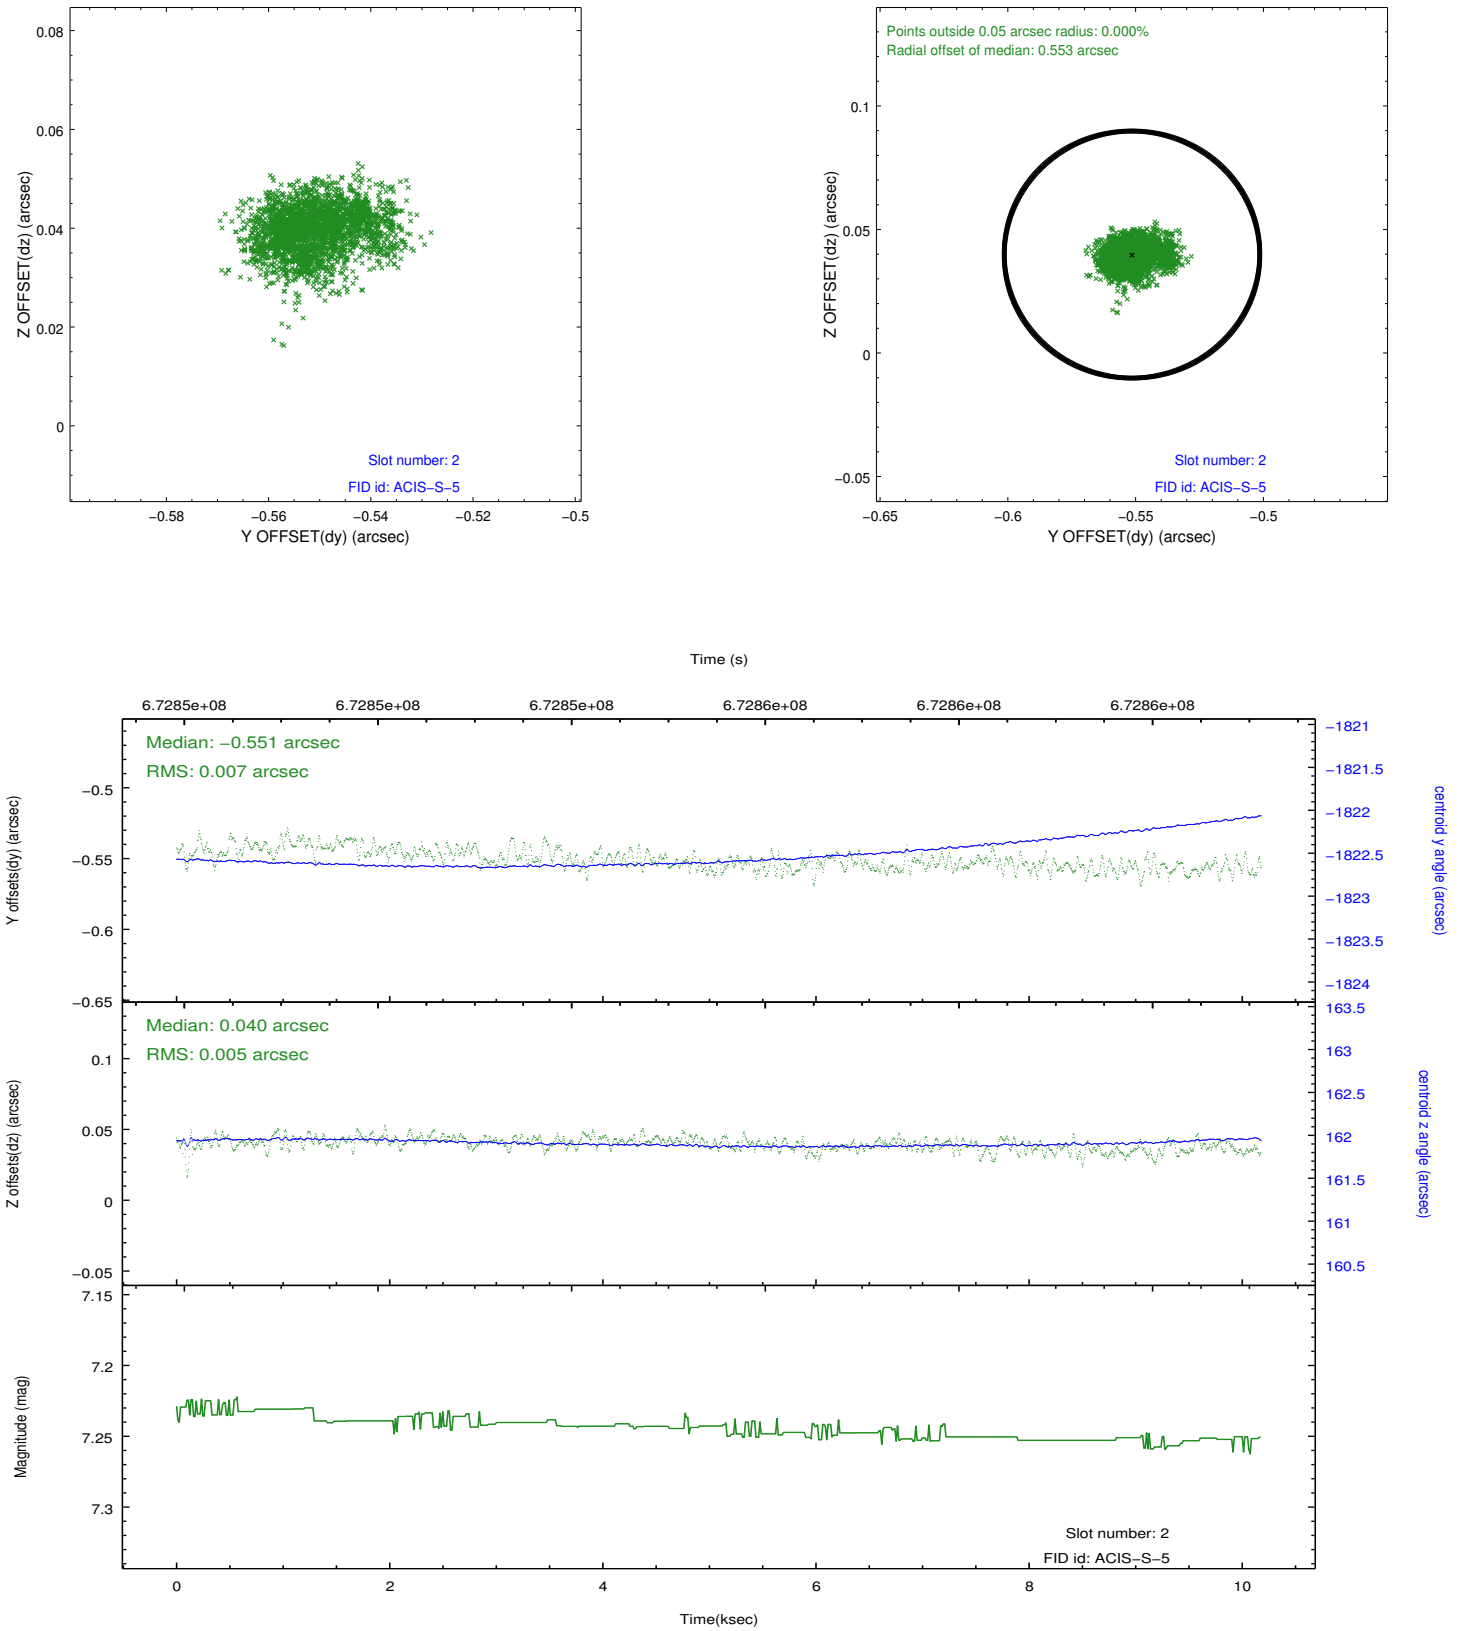 0.08
0.06
0.04
0.02
0
Z OFFSET(dz) (arcsec)
Slot number: 2
FID id: ACIS−S−5
−0.58
−0.56
−0.54
−0.52
−0.5
Y OFFSET(dy) (arcsec)
Points outside 0.05 arcsec radius: 0.000%
Radial offset of median: 0.553 arcsec
0.1
0.05
0
−0.05
Z OFFSET(dz) (arcsec)
Slot number: 2
FID id: ACIS−S−5
−0.65
−0.6
−0.55
−0.5
Y OFFSET(dy) (arcsec)
Time (s)
6.7285e+08
6.7285e+08
6.7285e+08
6.7286e+08
6.7286e+08
6.7286e+08
Median: −0.551 arcsec
RMS: 0.007 arcsec
−0.5
−0.55
−0.6
−0.65
Y offsets(dy) (arcsec)
−1821
−1821.5
−1822
−1822.5
−1823
−1823.5
−1824
centroid y angle (arcsec)
Median: 0.040 arcsec
RMS: 0.005 arcsec
0.1
0.05
0
−0.05
Z offsets(dz) (arcsec)
163.5
163
162.5
162
161.5
161
160.5
centroid z angle (arcsec)
7.15
7.2
7.25
7.3
Magnitude (mag)
Slot number: 2
FID id: ACIS−S−5
0
2
4
6
8
10
Time(ksec)